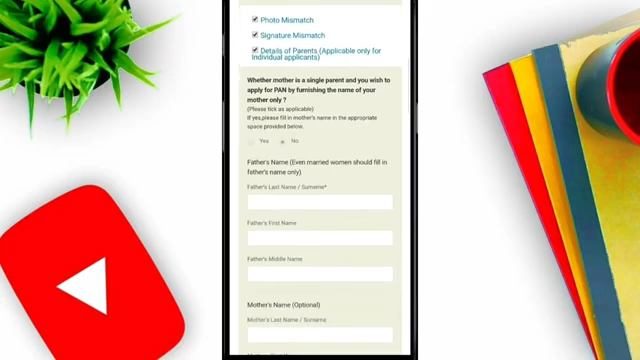 Photo Mismatch
Signature Mismatch
Details of Parents (Applicable only for
Individual applicants)
Whether mother is a single parent and you wish to
apply for PAN by furnishing the name of your
mother only ?
(Please tick as applicable)
If yes,please fill in mother's name in the appropriate
space provided below.
Yes No
Father's Name (Even married women should fill in
father's name only)
Father's Last Name / Surname*
Father's First Name
Father's Middle Name
Mother's Name (Optional)
Mother's Last Name / Surname